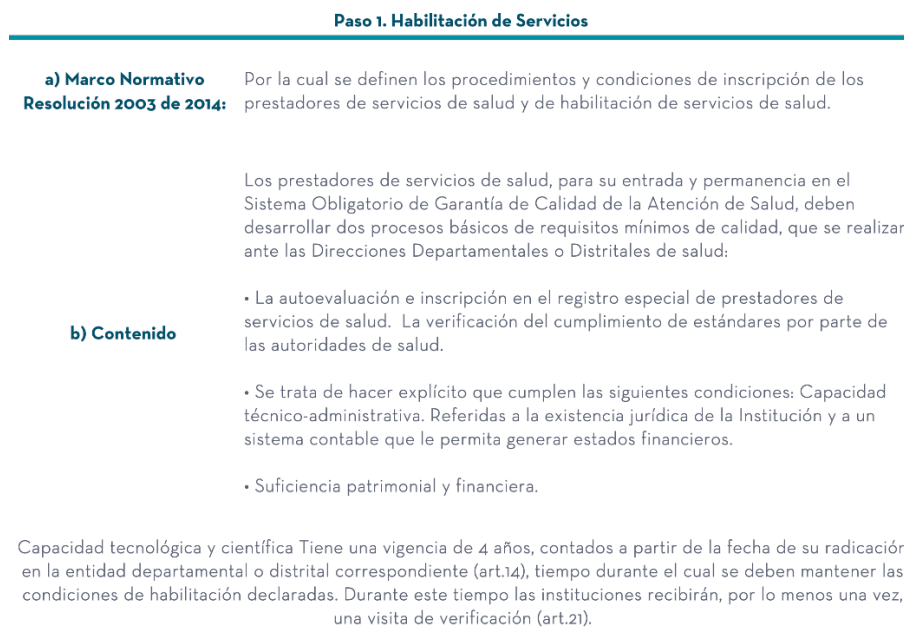 Paso 1. Habilitación de Servicios
a) Marco Normativo
Resolución 2003 de 2014:
Por la cual se definen los procedimientos y condiciones de inscripción de los
prestadores de servicios de salud y de habilitación de servicios de salud.
b) Contenido
Los prestadores de servicios de salud, para su entrada y permanencia en el
Sistema Obligatorio de Garantía de Calidad de la Atención de Salud, deben
desarrollar dos procesos básicos de requisitos mínimos de calidad, que se realizan
ante las Direcciones Departamentales o Distritales de salud:
• La autoevaluación e inscripción en el registro especial de prestadores de
servicios de salud. La verificación del cumplimiento de estándares por parte de
las autoridades de salud.
• Se trata de hacer explícito que cumplen las siguientes condiciones: Capacidad
técnico-administrativa. Referidas a la existencia jurídica de la Institución y a un
sistema contable que le permita generar estados financieros.
• Suficiencia patrimonial y financiera.
Capacidad tecnológica y científica Tiene una vigencia de 4 años, contados a partir de la fecha de su radicación
en la entidad departamental o distrital correspondiente (art.14), tiempo durante el cual se deben mantener las
condiciones de habilitación declaradas. Durante este tiempo las instituciones recibirán, por lo menos una vez,
una visita de verificación (art.21).